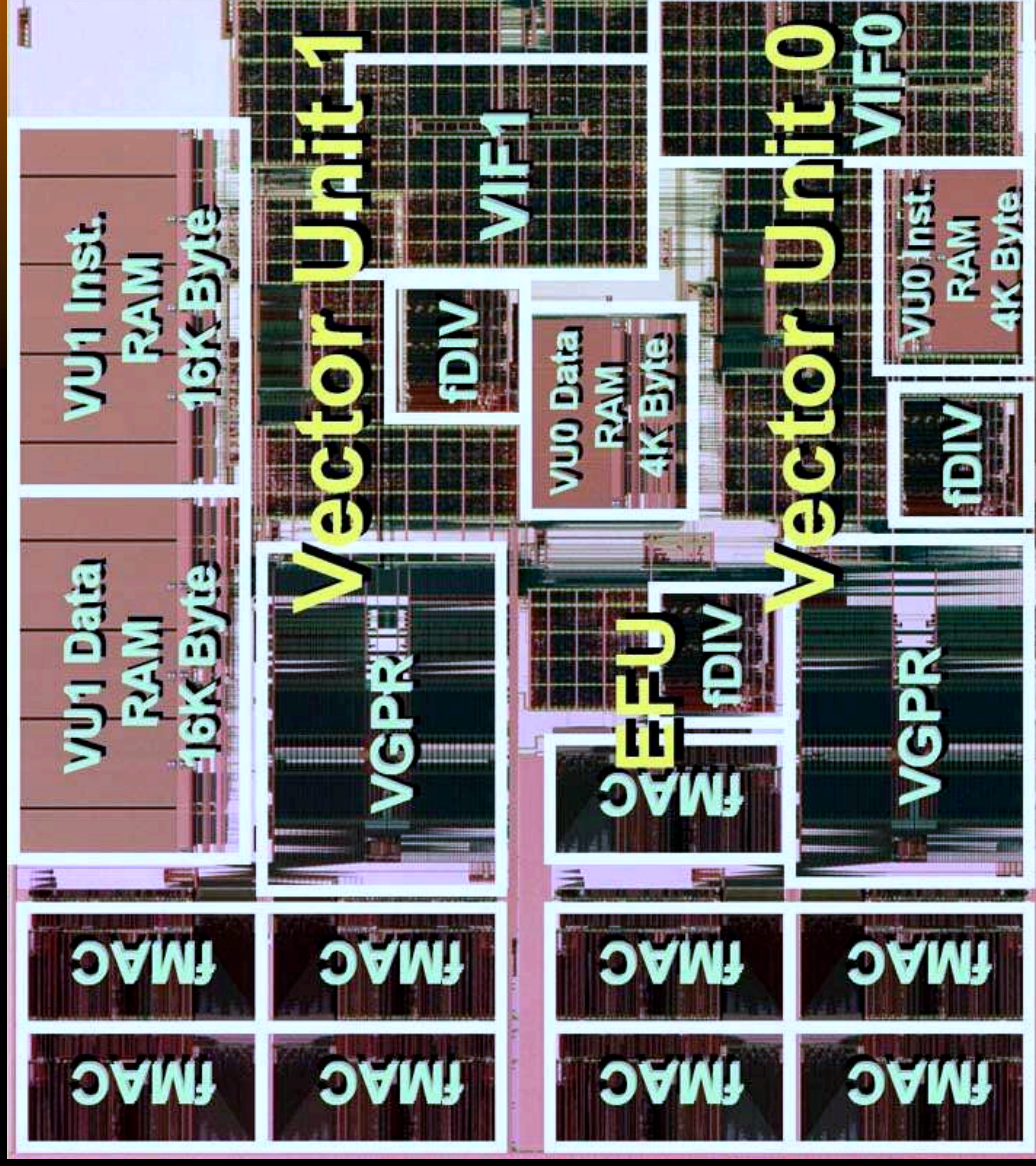 Vector Unit 1
Vector Unit 0
VIF1
VIF0
VU1 Inst.
RAM
16K Byte
fDIV
VU0 Data
RAM
4K Byte
VU0 Inst.
RAM
4K Byte
fDIV
VU1 Data
RAM
16K Byte
VGPR
EFU
fDIV
VGPR
fMAC
fMAC
fMAC
fMAC
fMAC
fMAC
fMAC
fMAC
fMAC